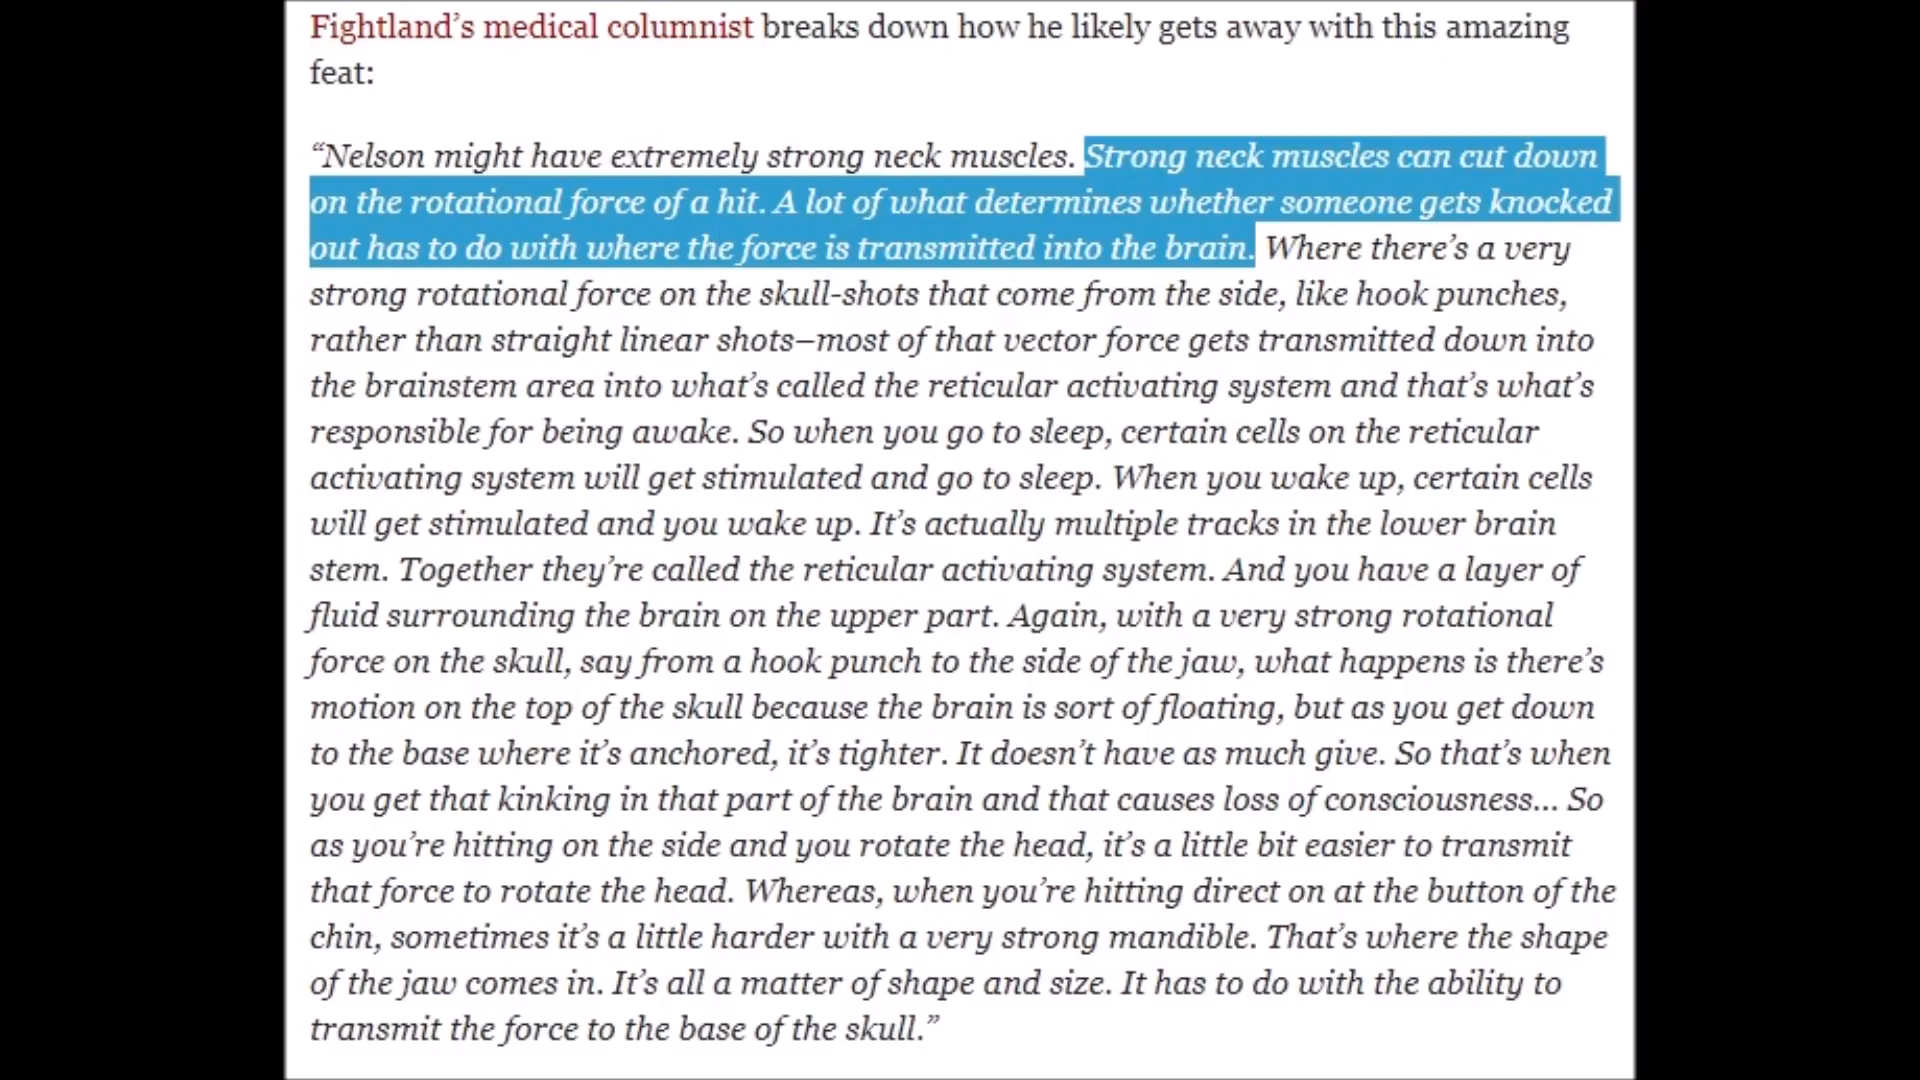 Fightland’s medical columnist breaks down how he likely gets away with this amazing
feat:
“Nelson might have extremely strong neck muscles. Strong neck muscles can cut down
on the rotational force of a hit. A lot of what determines whether someone gets knocked
out has to do with where the force is transmitted into the brain. Where there’s a very
strong rotational force on the skull-shots that come from the side, like hook punches,
rather than straight linear shots–most of that vector force gets transmitted down into
the brainstem area into what’s called the reticular activating system and that’s what’s
responsible for being awake. So when you go to sleep, certain cells on the reticular
activating system will get stimulated and go to sleep. When you wake up, certain cells
will get stimulated and you wake up. It’s actually multiple tracks in the lower brain
stem. Together they’re called the reticular activating system. And you have a layer of
fluid surrounding the brain on the upper part. Again, with a very strong rotational
force on the skull, say from a hook punch to the side of the jaw, what happens is there’s
motion on the top of the skull because the brain is sort of floating, but as you get down
to the base where it’s anchored, it’s tighter. It doesn’t have as much give. So that’s when
you get that kinking in that part of the brain and that causes loss of consciousness… So
as you’re hitting on the side and you rotate the head, it’s a little bit easier to transmit
that force to rotate the head. Whereas, when you’re hitting direct on at the button of the
chin, sometimes it’s a little harder with a very strong mandible. That’s where the shape
of the jaw comes in. It’s all a matter of shape and size. It has to do with the ability to
transmit the force to the base of the skull.”